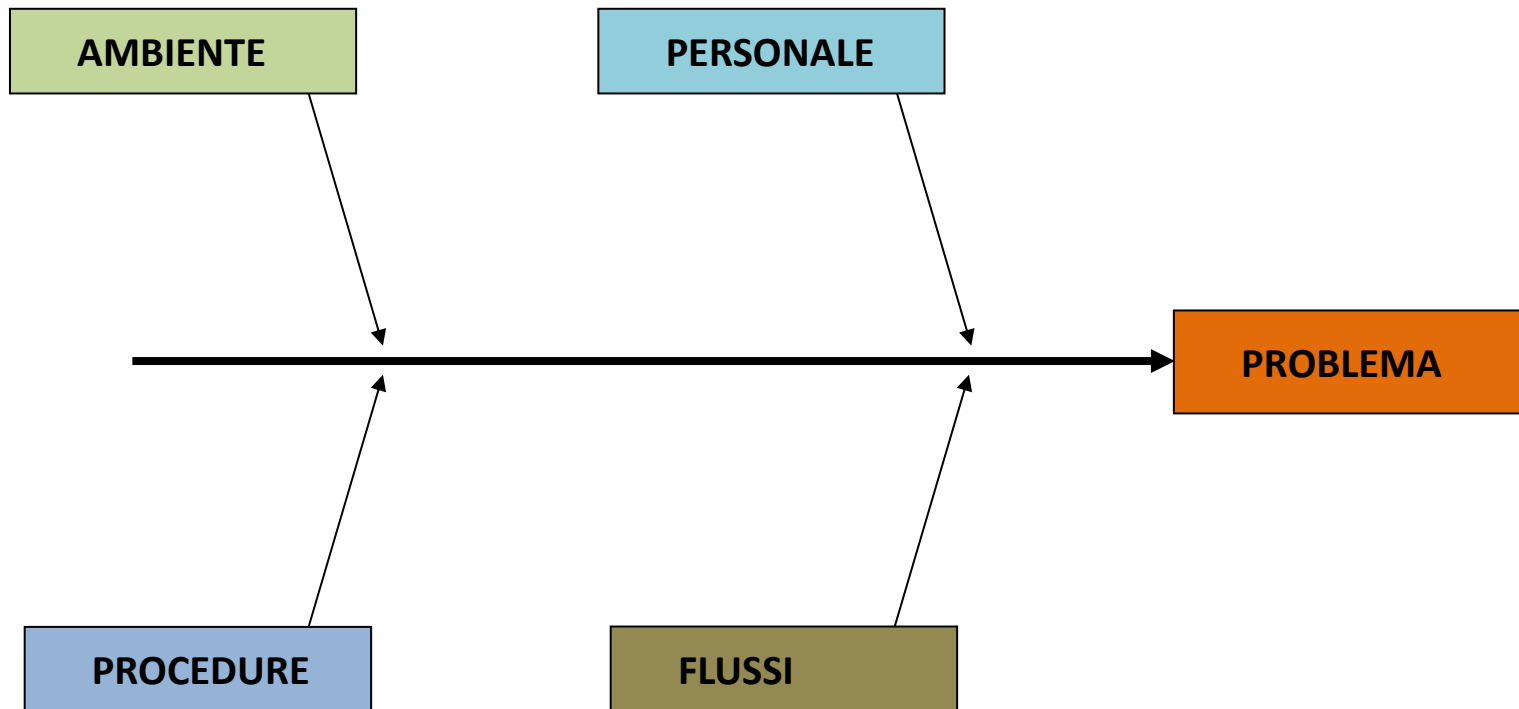 AMBIENTE
PERSONALE
PROBLEMA
PROCEDURE
FLUSSI